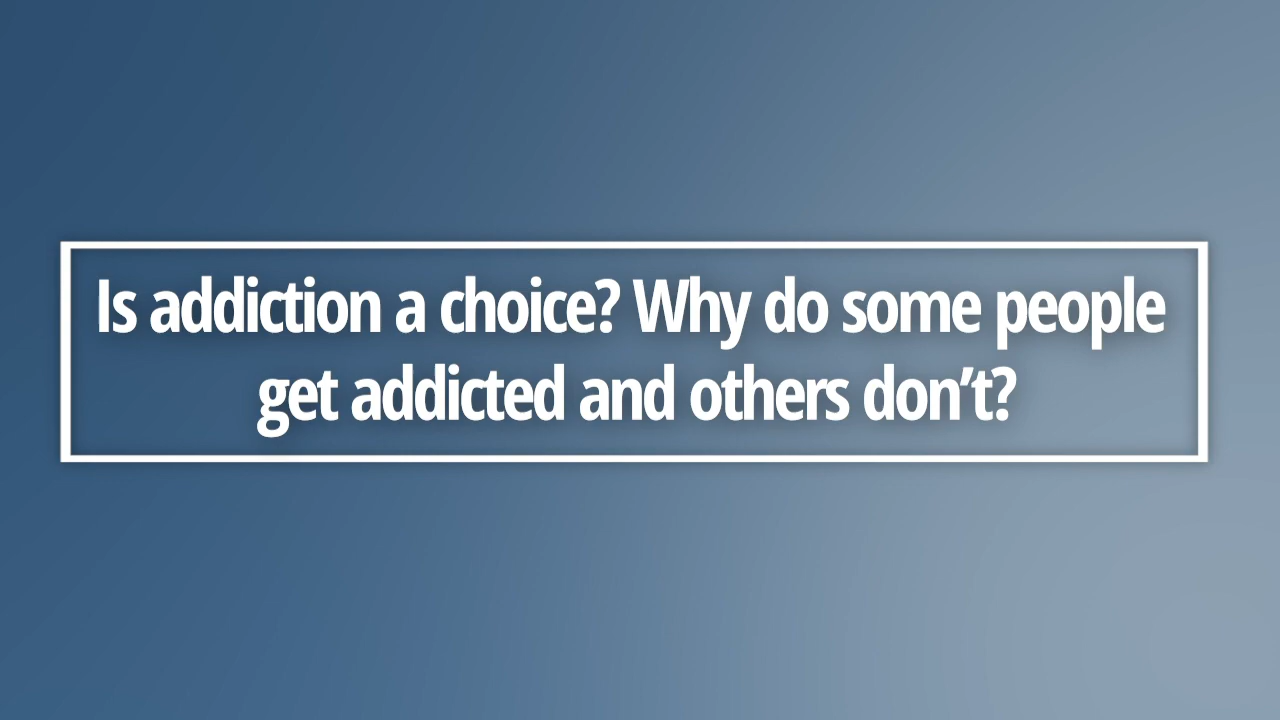 Is addiction a choice? Why do some people
get addicted and others don’t?